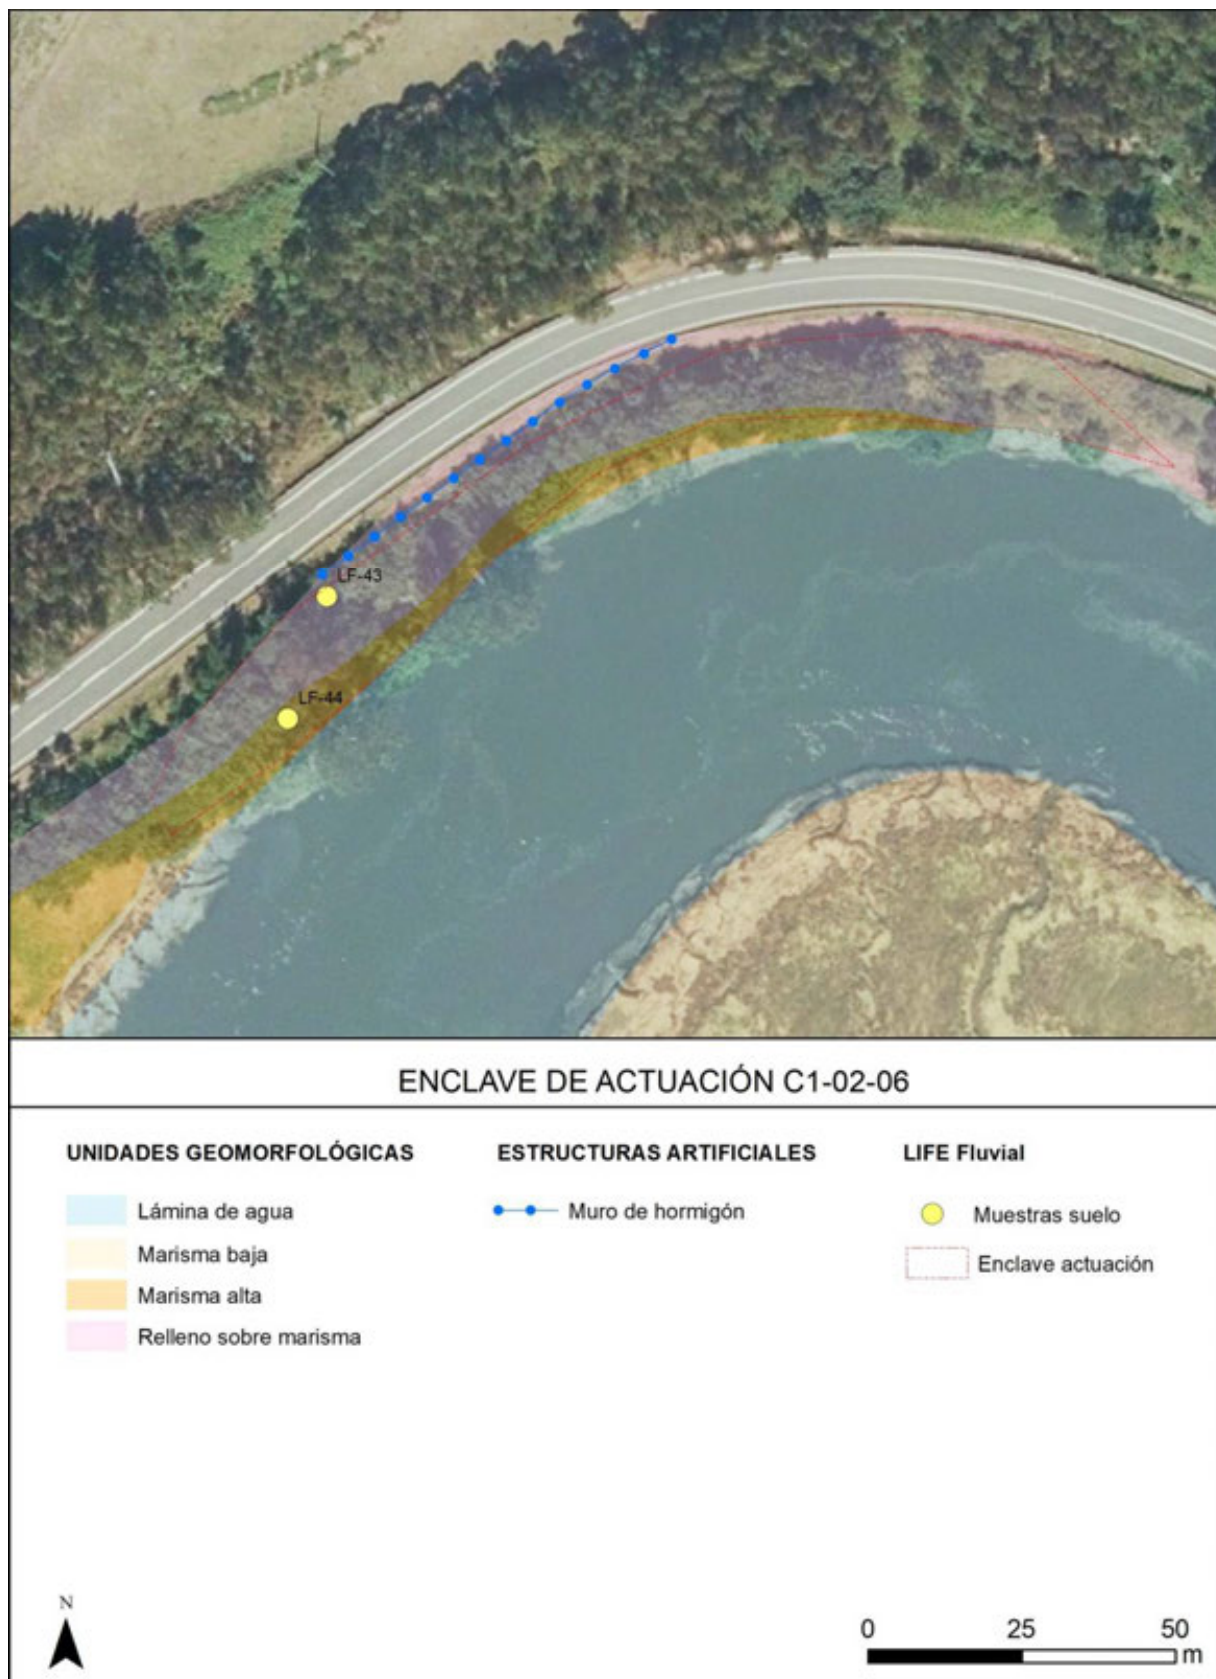 LF-43
LF-44
ENCLAVE DE ACTUACIÓN C1-02-06
UNIDADES GEOMORFOLÓGICAS
Lámina de agua
Marisma baja
Marisma alta
Relleno sobre marisma
ESTRUCTURAS ARTIFICIALES
Muro de hormigón
LIFE Fluvial
Muestras suelo
Enclave actuación
N
0 25 50
m